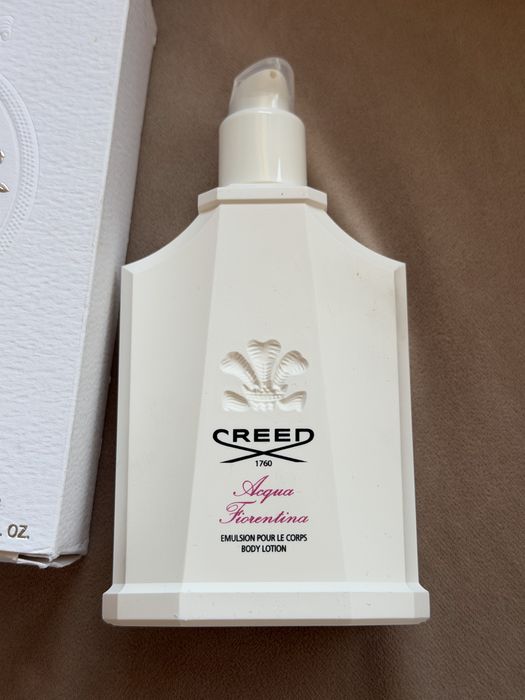 CREED
1760
Acqua
Fiorentina
EMULSION POUR LE CORPS
BODY LOTION
OZ.